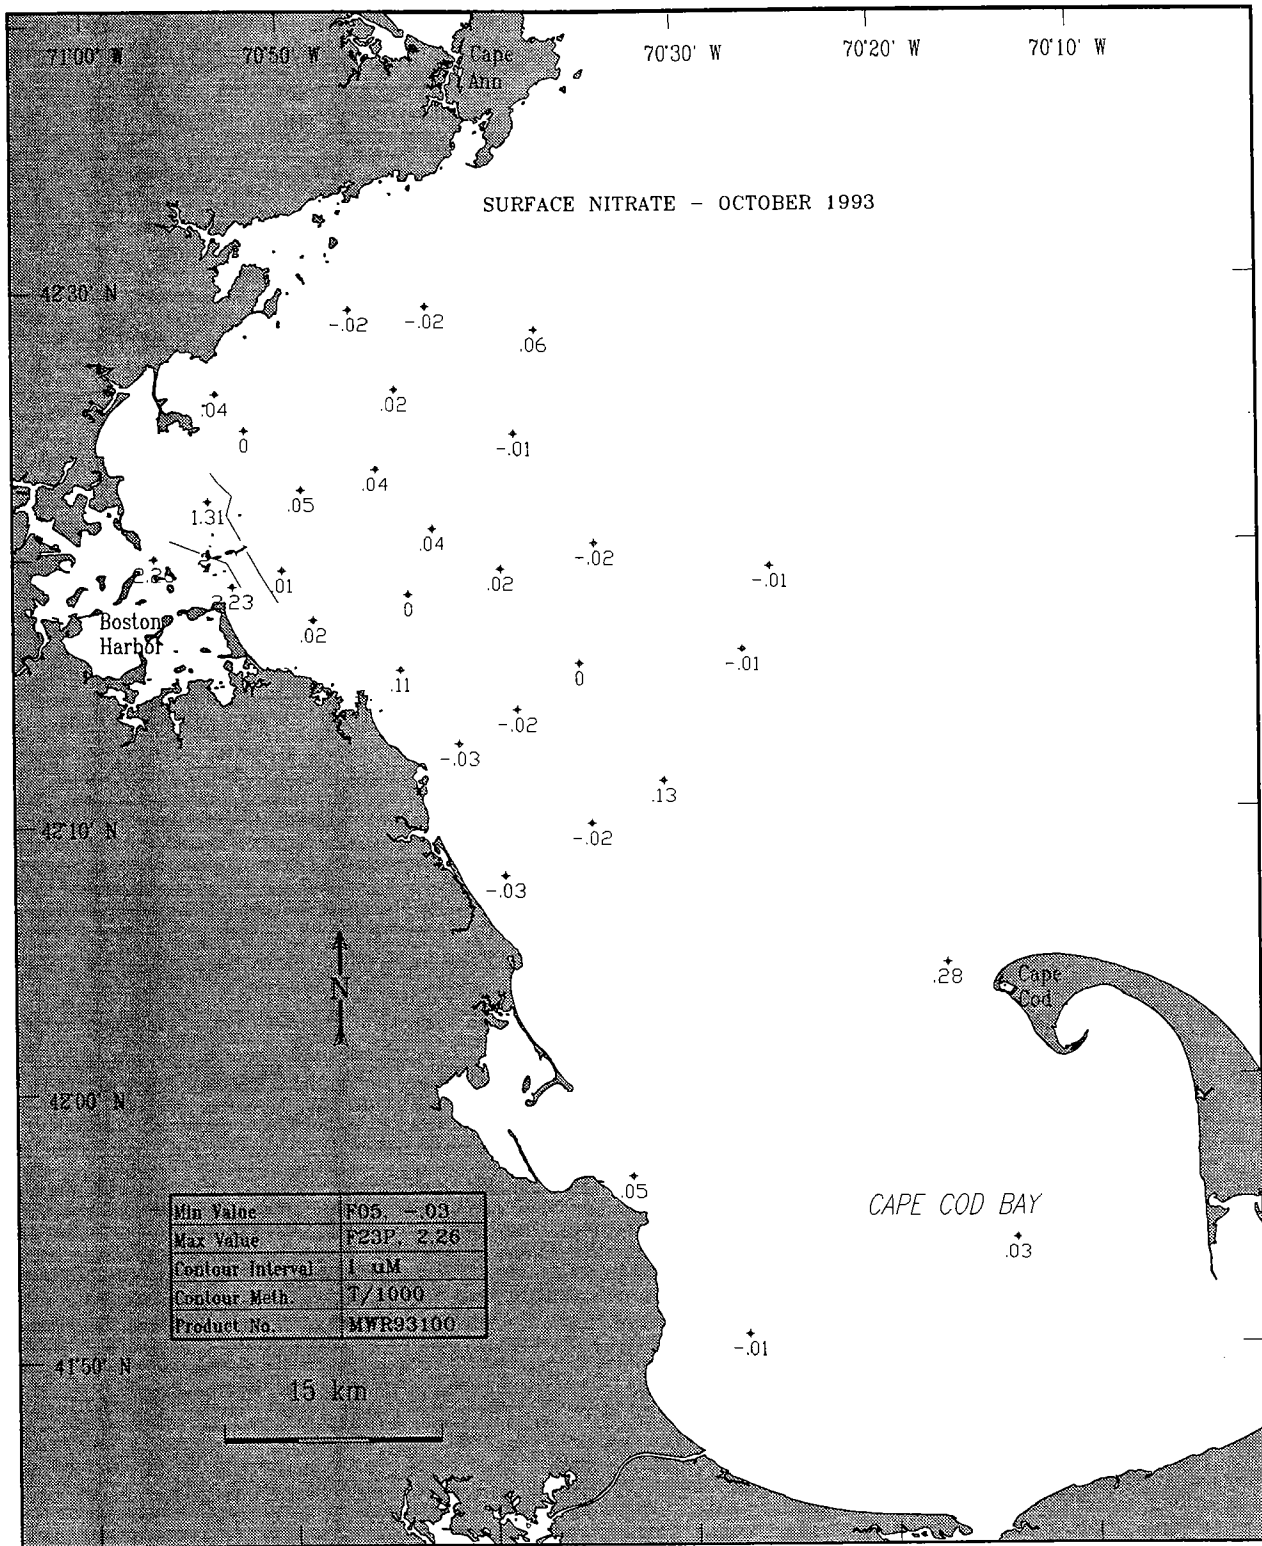 71°00' W 70°50' W 70°30' W 70°20' W 70°10' W
Cape
Ann
SURFACE NITRATE - OCTOBER 1993
42°30' N
-.02 -.02
.06
.04 .02
0 -.01
.04
.05
1.31
.04
-.02
.02 -.01
.01
2.23
0
Boston
Harbor
.02
-.01
.11 0
-.02
-.03
.13
42°10' N
-.02
-.03
.28
Cape
Cod
N
42°00' N
.05
CAPE COD BAY
.03
Min Value F05, -.03
Max Value F23P, 2.26
Contour Interval 1 uM
Contour Meth. T/1000
Product No. MWR93100
-.01
41°50' N
15 km